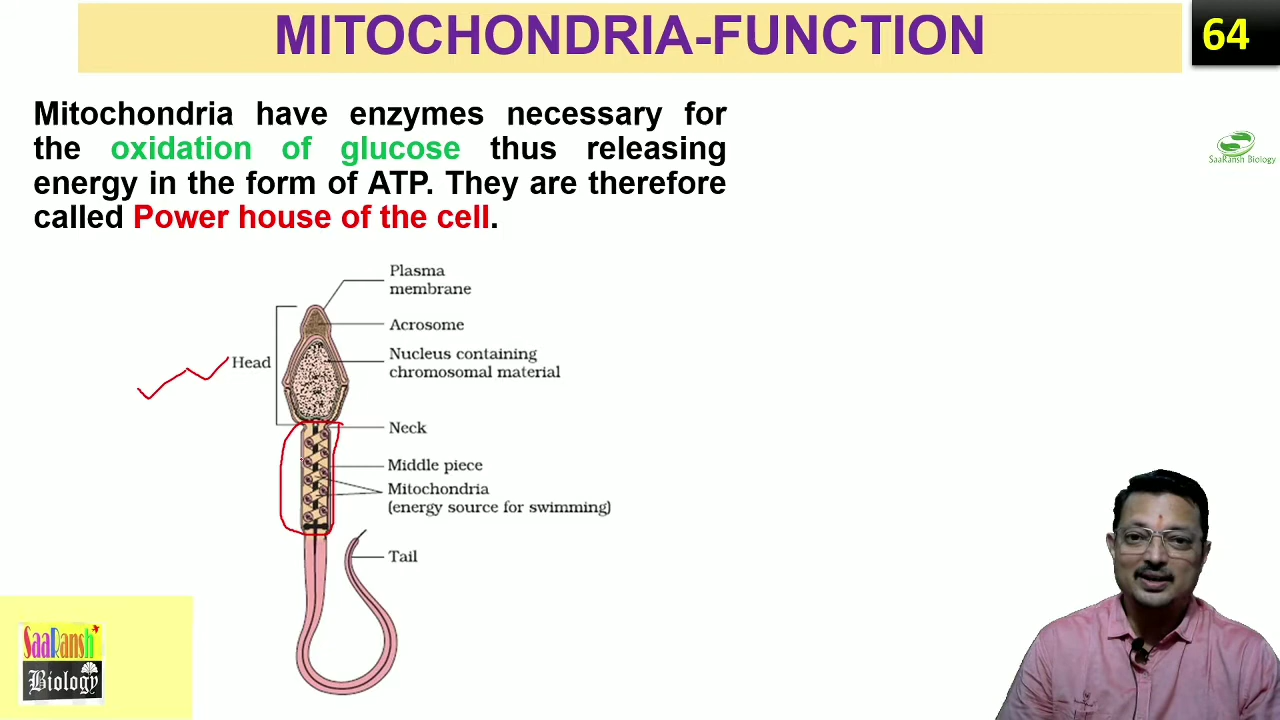 MITOCHONDRIA-FUNCTION
64
Mitochondria have enzymes necessary for
the oxidation of glucose thus releasing
energy in the form of ATP. They are therefore
called Power house of the cell.
SaaRansh Biology
Plasma
membrane
Acrosome
Head
Nucleus containing
chromosomal material
Neck
Middle piece
Mitochondria
(energy source for swimming)
Tail
SaaRansh
Biology